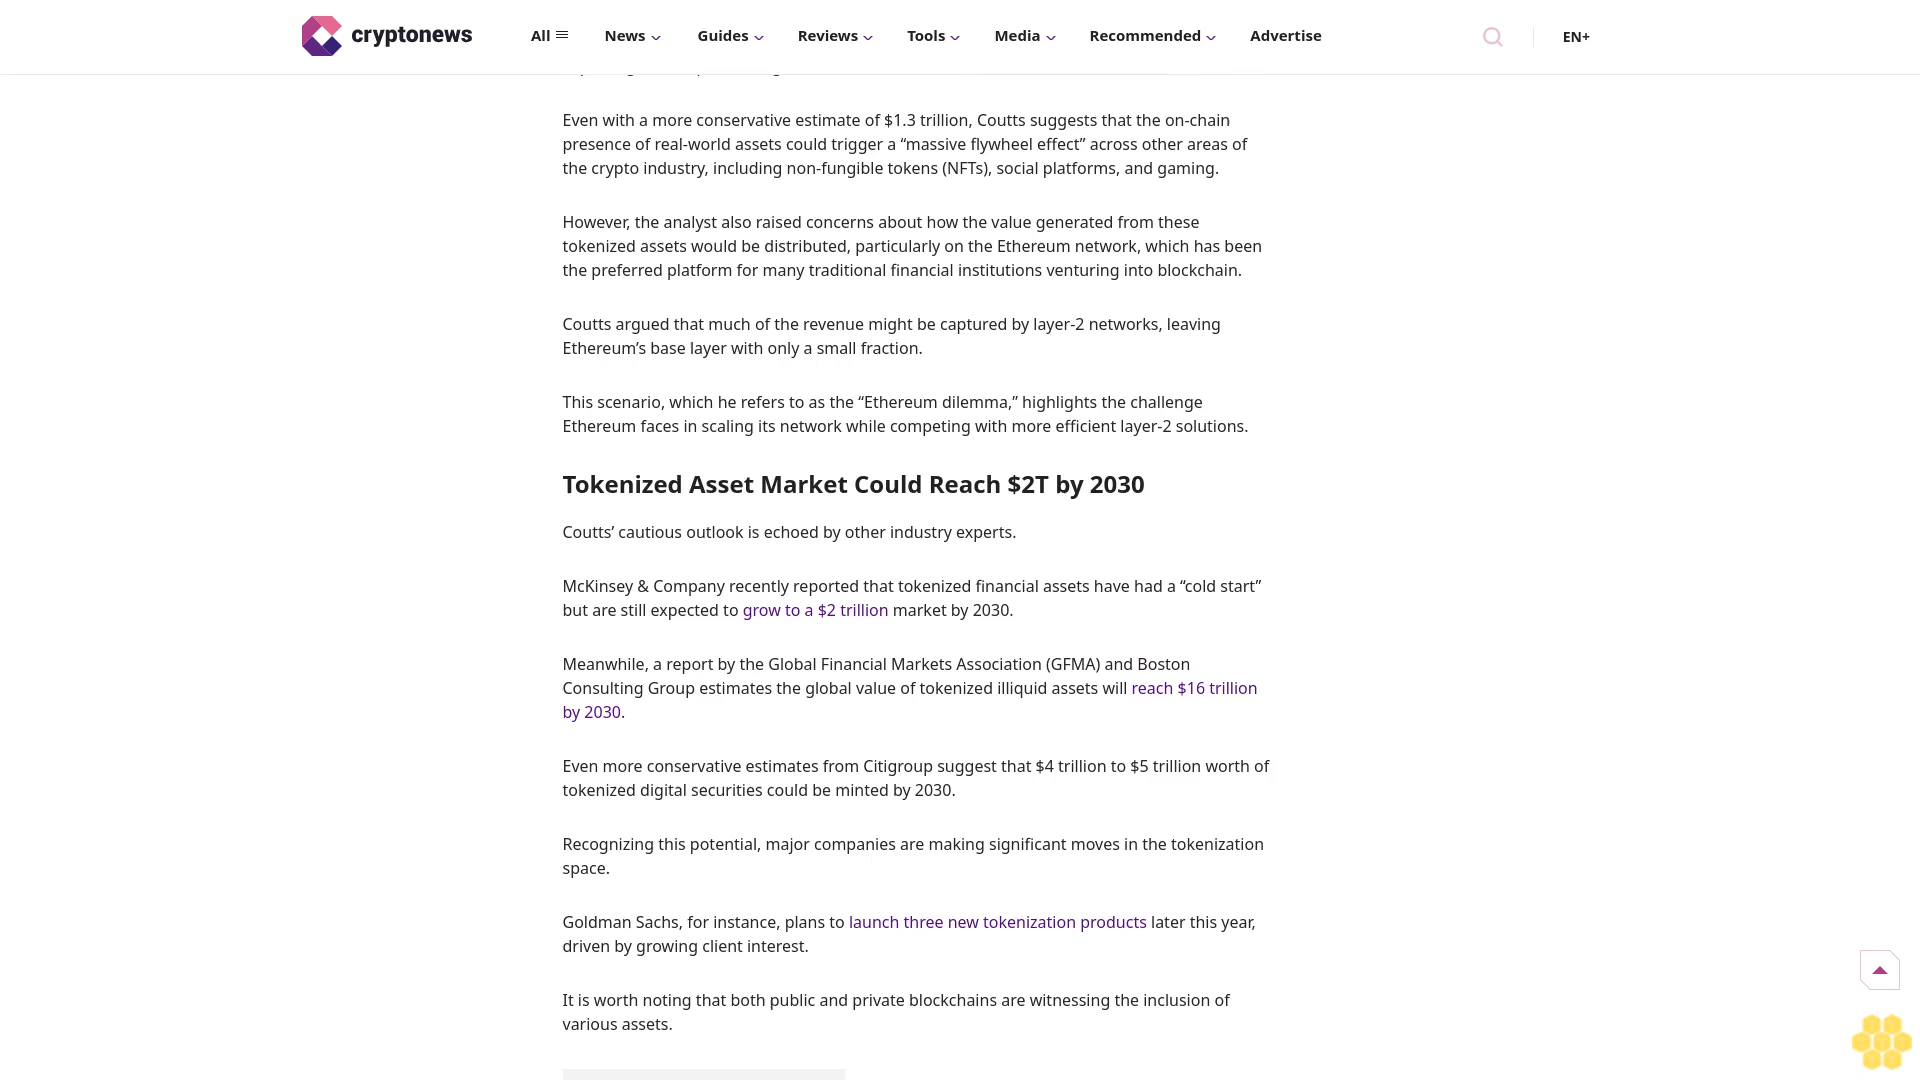 cryptonews
All
News
Guides
Reviews
Tools
Media
Recommended
Advertise
EN+
Even with a more conservative estimate of $1.3 trillion, Coutts suggests that the on-chain
presence of real-world assets could trigger a “massive flywheel effect” across other areas of
the crypto industry, including non-fungible tokens (NFTs), social platforms, and gaming.
However, the analyst also raised concerns about how the value generated from these
tokenized assets would be distributed, particularly on the Ethereum network, which has been
the preferred platform for many traditional financial institutions venturing into blockchain.
Coutts argued that much of the revenue might be captured by layer-2 networks, leaving
Ethereum’s base layer with only a small fraction.
This scenario, which he refers to as the “Ethereum dilemma,” highlights the challenge
Ethereum faces in scaling its network while competing with more efficient layer-2 solutions.
Tokenized Asset Market Could Reach $2T by 2030
Coutts’ cautious outlook is echoed by other industry experts.
McKinsey & Company recently reported that tokenized financial assets have had a “cold start”
but are still expected to grow to a $2 trillion market by 2030.
Meanwhile, a report by the Global Financial Markets Association (GFMA) and Boston
Consulting Group estimates the global value of tokenized illiquid assets will reach $16 trillion
by 2030.
Even more conservative estimates from Citigroup suggest that $4 trillion to $5 trillion worth of
tokenized digital securities could be minted by 2030.
Recognizing this potential, major companies are making significant moves in the tokenization
space.
Goldman Sachs, for instance, plans to launch three new tokenization products later this year,
driven by growing client interest.
It is worth noting that both public and private blockchains are witnessing the inclusion of
various assets.